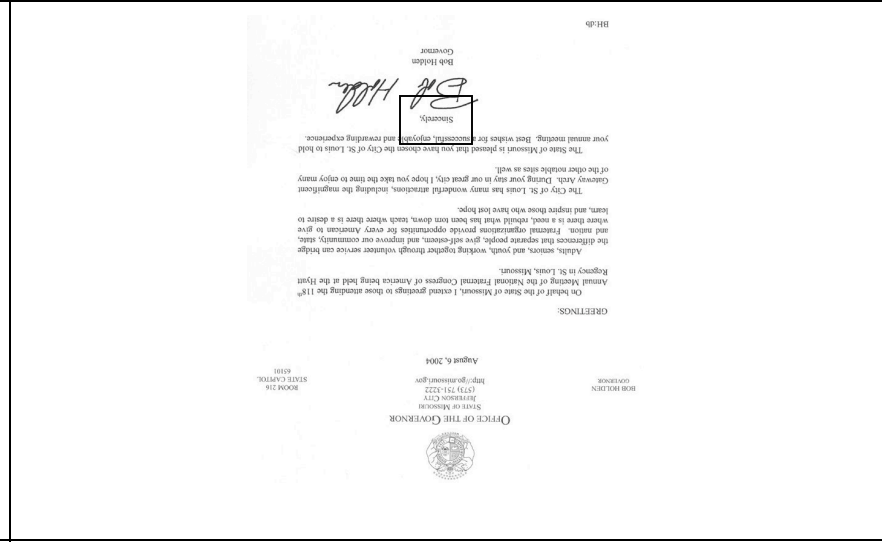 OFFICE OF THE GOVERNOR
STATE OF MISSOURI
JEFFERSON CITY
(573) 751-3222
http://go.missouri.gov
BOB HOLDEN
GOVERNOR
ROOM 216
STATE CAPITOL
65101
August 6, 2004
GREETINGS:
On behalf of the State of Missouri, I extend greetings to those attending the 118th
Annual Meeting of the National Fraternal Congress of America being held at the Hyatt
Regency in St. Louis, Missouri.
Adults, seniors, and youth, working together through volunteer service can bridge
the differences that separate people, give self-esteem, and improve our community, state,
and nation. Fraternal organizations provide opportunities for every American to give
where there is a need, rebuild what has been torn down, teach where there is a desire to
learn, and inspire those who have lost hope.
The City of St. Louis has many wonderful attractions, including the magnificent
Gateway Arch. During your stay in our great city, I hope you take the time to enjoy many
of the other notable sites as well.
The State of Missouri is pleased that you have chosen the City of St. Louis to hold
your annual meeting. Best wishes for a successful, enjoyable and rewarding experience.
Sincerely,
Bob Holden
Bob Holden
Governor
BH:db